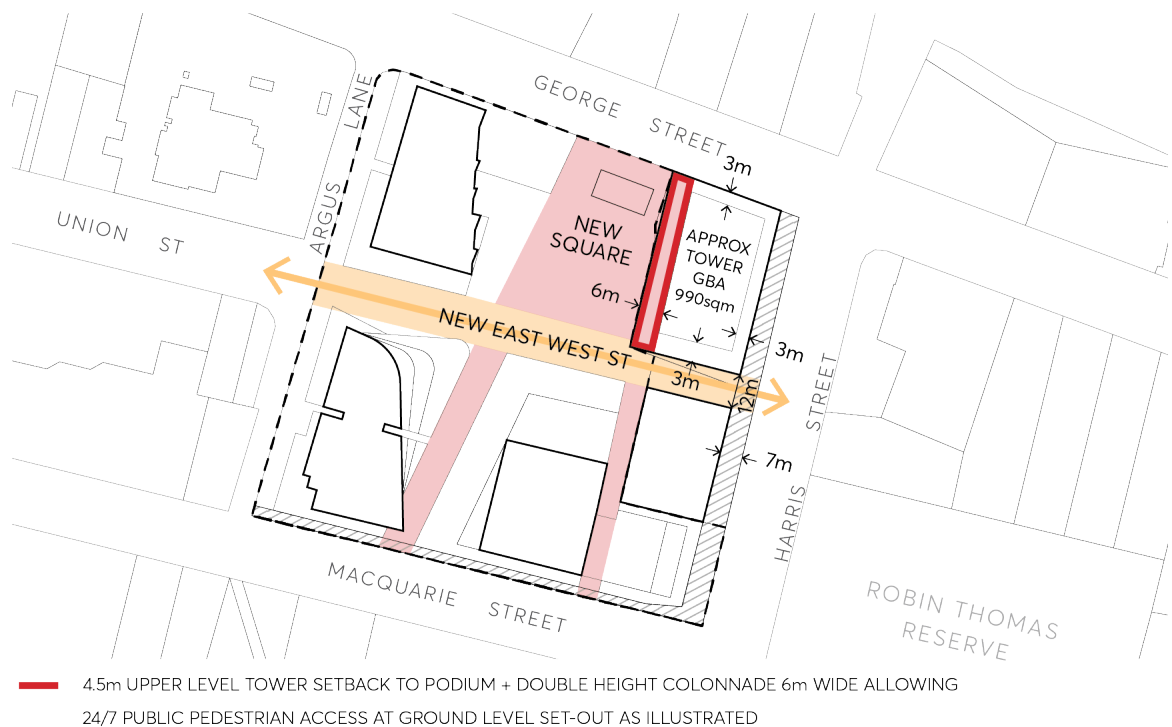 GEORGE STREET
3m
ARGUS LANE
UNION ST
NEW
SQUARE
APPROX
TOWER
GBA
990sqm
6m
NEW EAST WEST ST
3m
3m
12m
7m
HARRIS STREET
MACQUARIE STREET
ROBIN THOMAS
RESERVE
4.5m UPPER LEVEL TOWER SETBACK TO PODIUM + DOUBLE HEIGHT COLONNADE 6m WIDE ALLOWING
24/7 PUBLIC PEDESTRIAN ACCESS AT GROUND LEVEL SET-OUT AS ILLUSTRATED